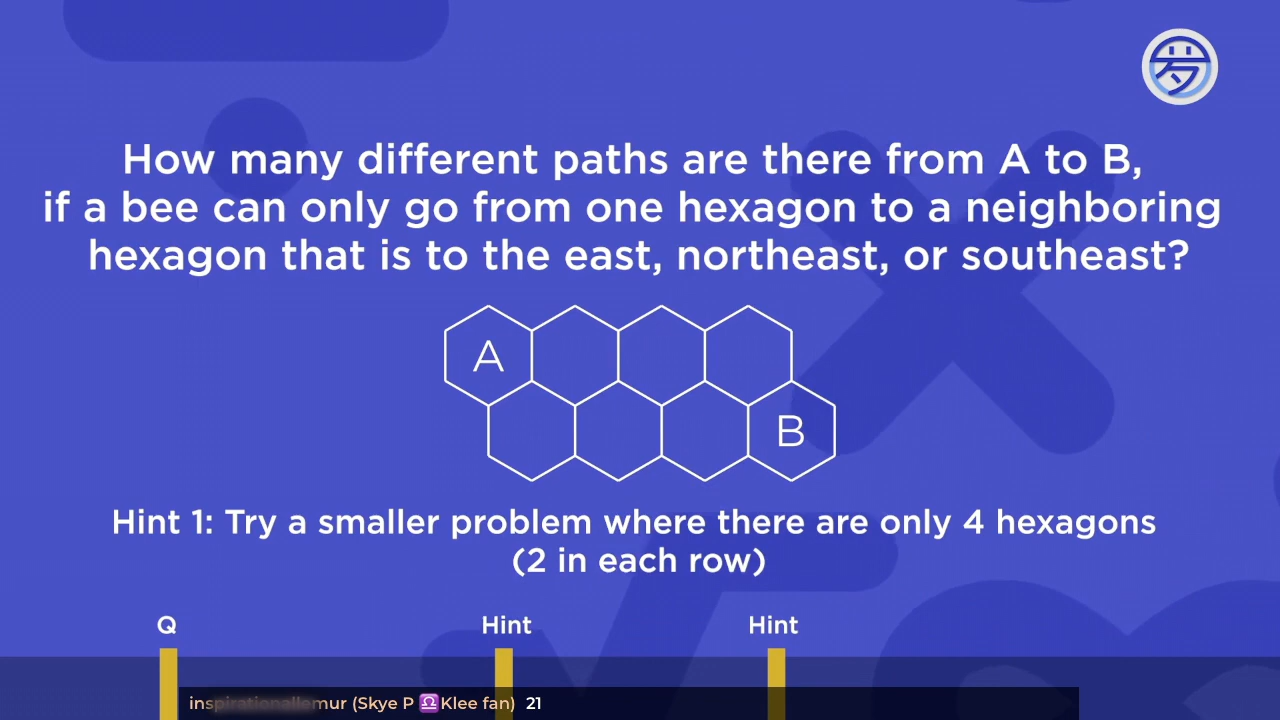 How many different paths are there from A to B,
if a bee can only go from one hexagon to a neighboring
hexagon that is to the east, northeast, or southeast?
A
B
Hint 1: Try a smaller problem where there are only 4 hexagons
(2 in each row)
Q Hint Hint
inspirationallemur (Skye P ♎Klee fan) 21